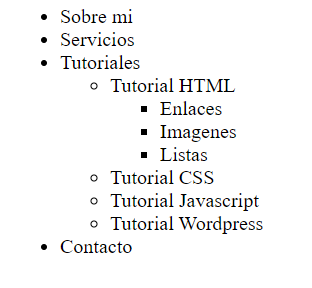 Sobre mi
Servicios
Tutoriales
Tutorial HTML
Enlaces
Imagenes
Listas
Tutorial CSS
Tutorial Javascript
Tutorial Wordpress
Contacto